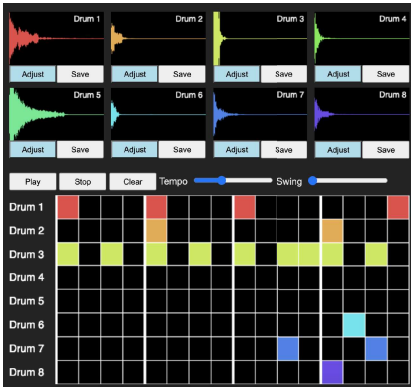 Drum 1 Drum 2 Drum 3 Drum 4
Adjust Save Adjust Save Adjust Save Adjust Save
Drum 5 Drum 6 Drum 7 Drum 8
Adjust Save Adjust Save Adjust Save Adjust Save
Play Stop Clear Tempo Swing
Drum 1
Drum 2
Drum 3
Drum 4
Drum 5
Drum 6
Drum 7
Drum 8